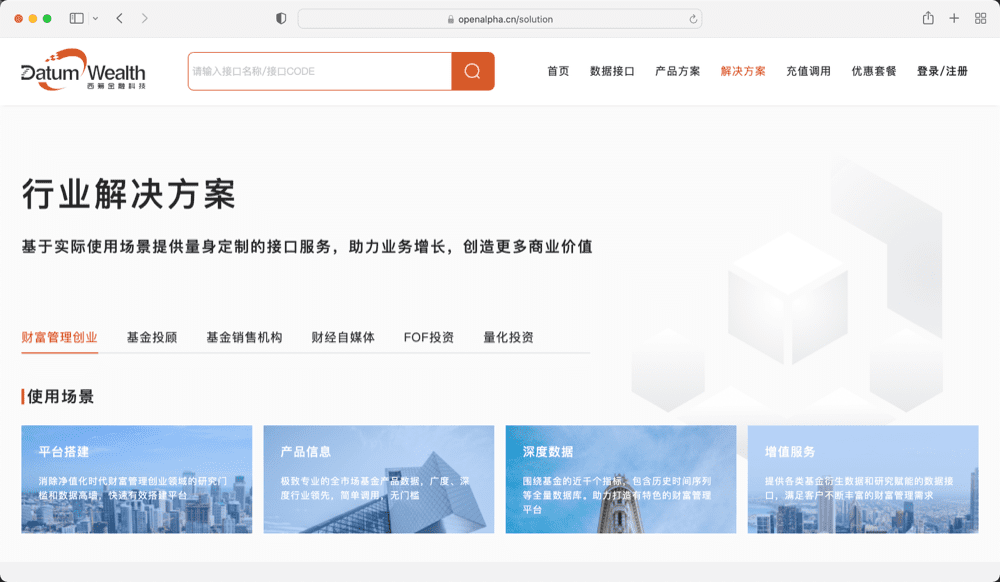 openalpha.cn/solution
Datum Wealth
西筹金融科技
请输入接口名称/接口CODE
首页 数据接口 产品方案 解决方案 充值调用 优惠套餐 登录/注册
行业解决方案
基于实际使用场景提供量身定制的接口服务，助力业务增长，创造更多商业价值
财富管理创业 基金投顾 基金销售机构 财经自媒体 FOF投资 量化投资
使用场景
平台搭建
消除净值化时代财富管理创业领域的研究门
槛和数据高墙，快速有效搭建平台
产品信息
极致专业的全市场基金产品数据，广度、深
度行业领先，简单调用，无门槛
深度数据
围绕基金的近千个指标，包含历史时间序列
等全量数据库。助力打造有特色的财富管理
平台
增值服务
提供各类基金衍生数据和研究赋能的数据接
口，满足客户不断丰富的财富管理需求